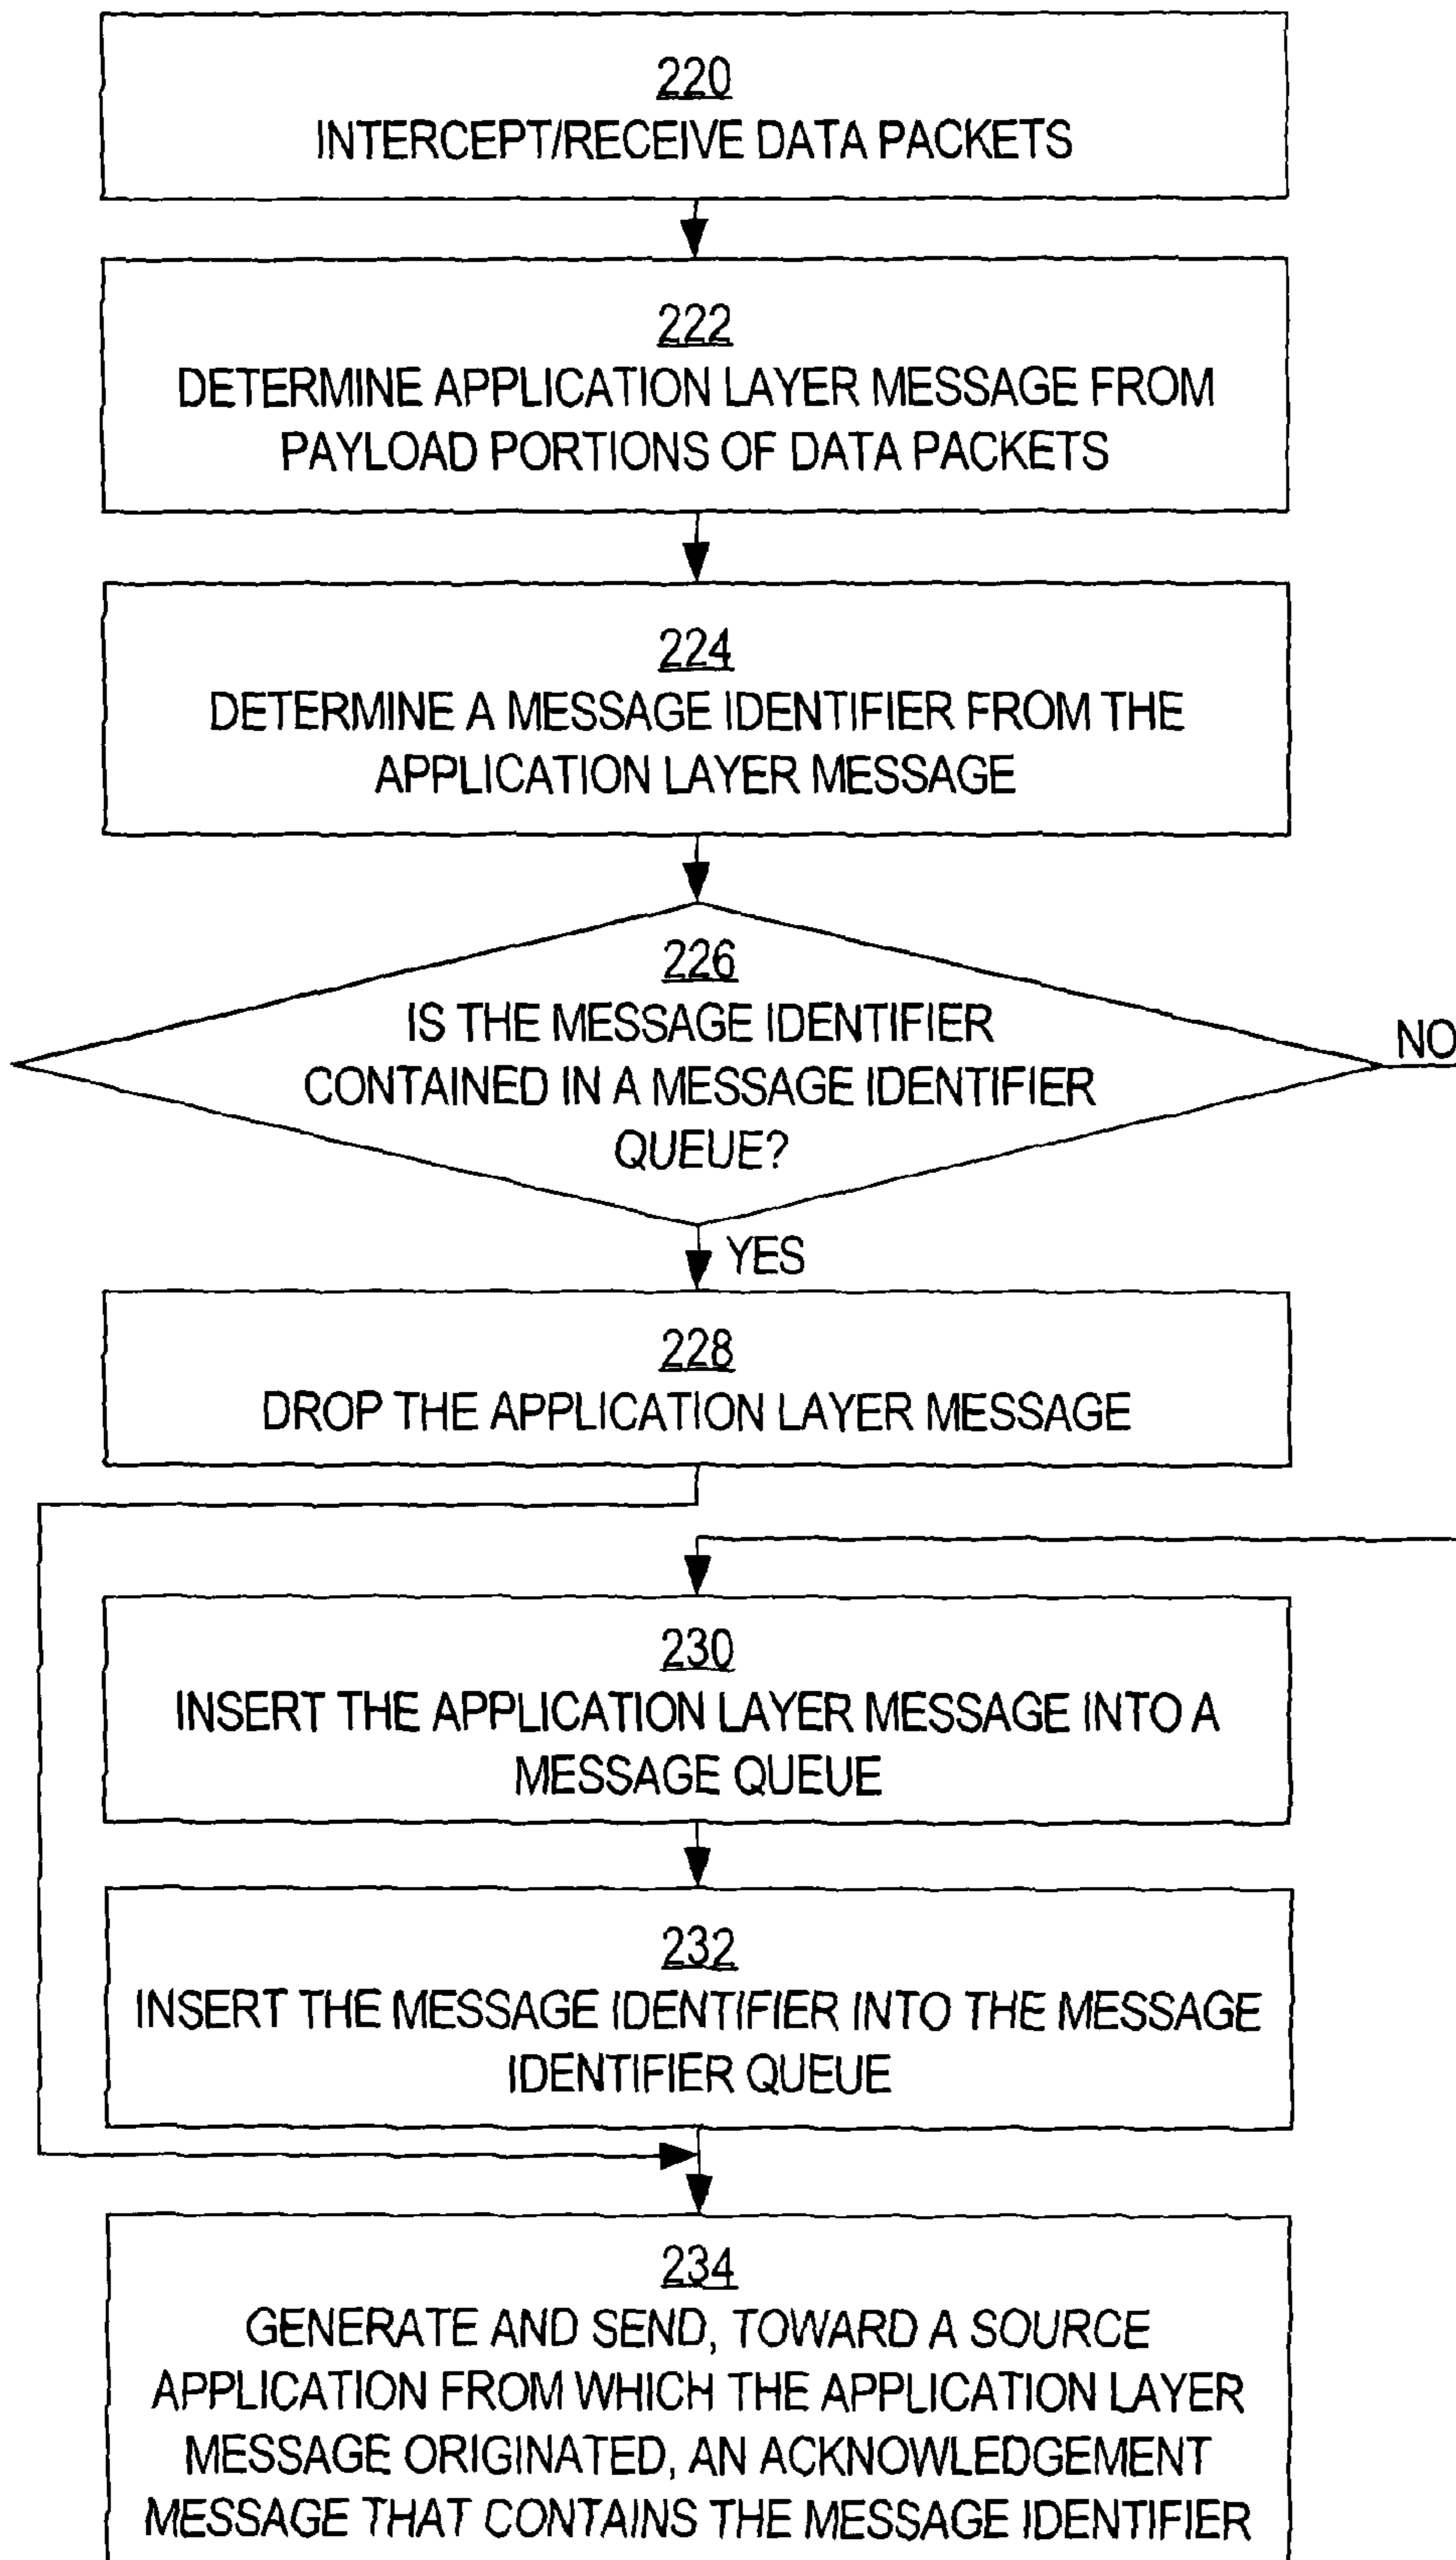 220
INTERCEPT/RECEIVE DATA PACKETS
222
DETERMINE APPLICATION LAYER MESSAGE FROM
PAYLOAD PORTIONS OF DATA PACKETS
224
DETERMINE A MESSAGE IDENTIFIER FROM THE
APPLICATION LAYER MESSAGE
226
IS THE MESSAGE IDENTIFIER
CONTAINED IN A MESSAGE IDENTIFIER
QUEUE?
NO
YES
228
DROP THE APPLICATION LAYER MESSAGE
230
INSERT THE APPLICATION LAYER MESSAGE INTO A
MESSAGE QUEUE
232
INSERT THE MESSAGE IDENTIFIER INTO THE MESSAGE
IDENTIFIER QUEUE
234
GENERATE AND SEND, TOWARD A SOURCE
APPLICATION FROM WHICH THE APPLICATION LAYER
MESSAGE ORIGINATED, AN ACKNOWLEDGEMENT
MESSAGE THAT CONTAINS THE MESSAGE IDENTIFIER